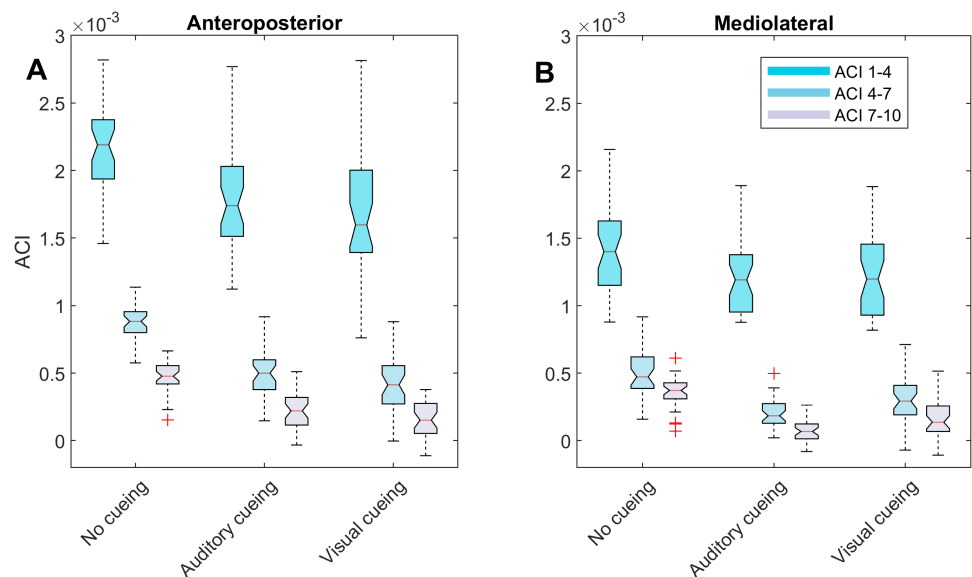 Anteroposterior
Mediolateral
×10⁻³
×10⁻³
A
B
ACI 1-4
ACI 4-7
ACI 7-10
ACI
3
2.5
2
1.5
1
0.5
0
3
2.5
2
1.5
1
0.5
0
No cueing
Auditory cueing
Visual cueing
No cueing
Auditory cueing
Visual cueing